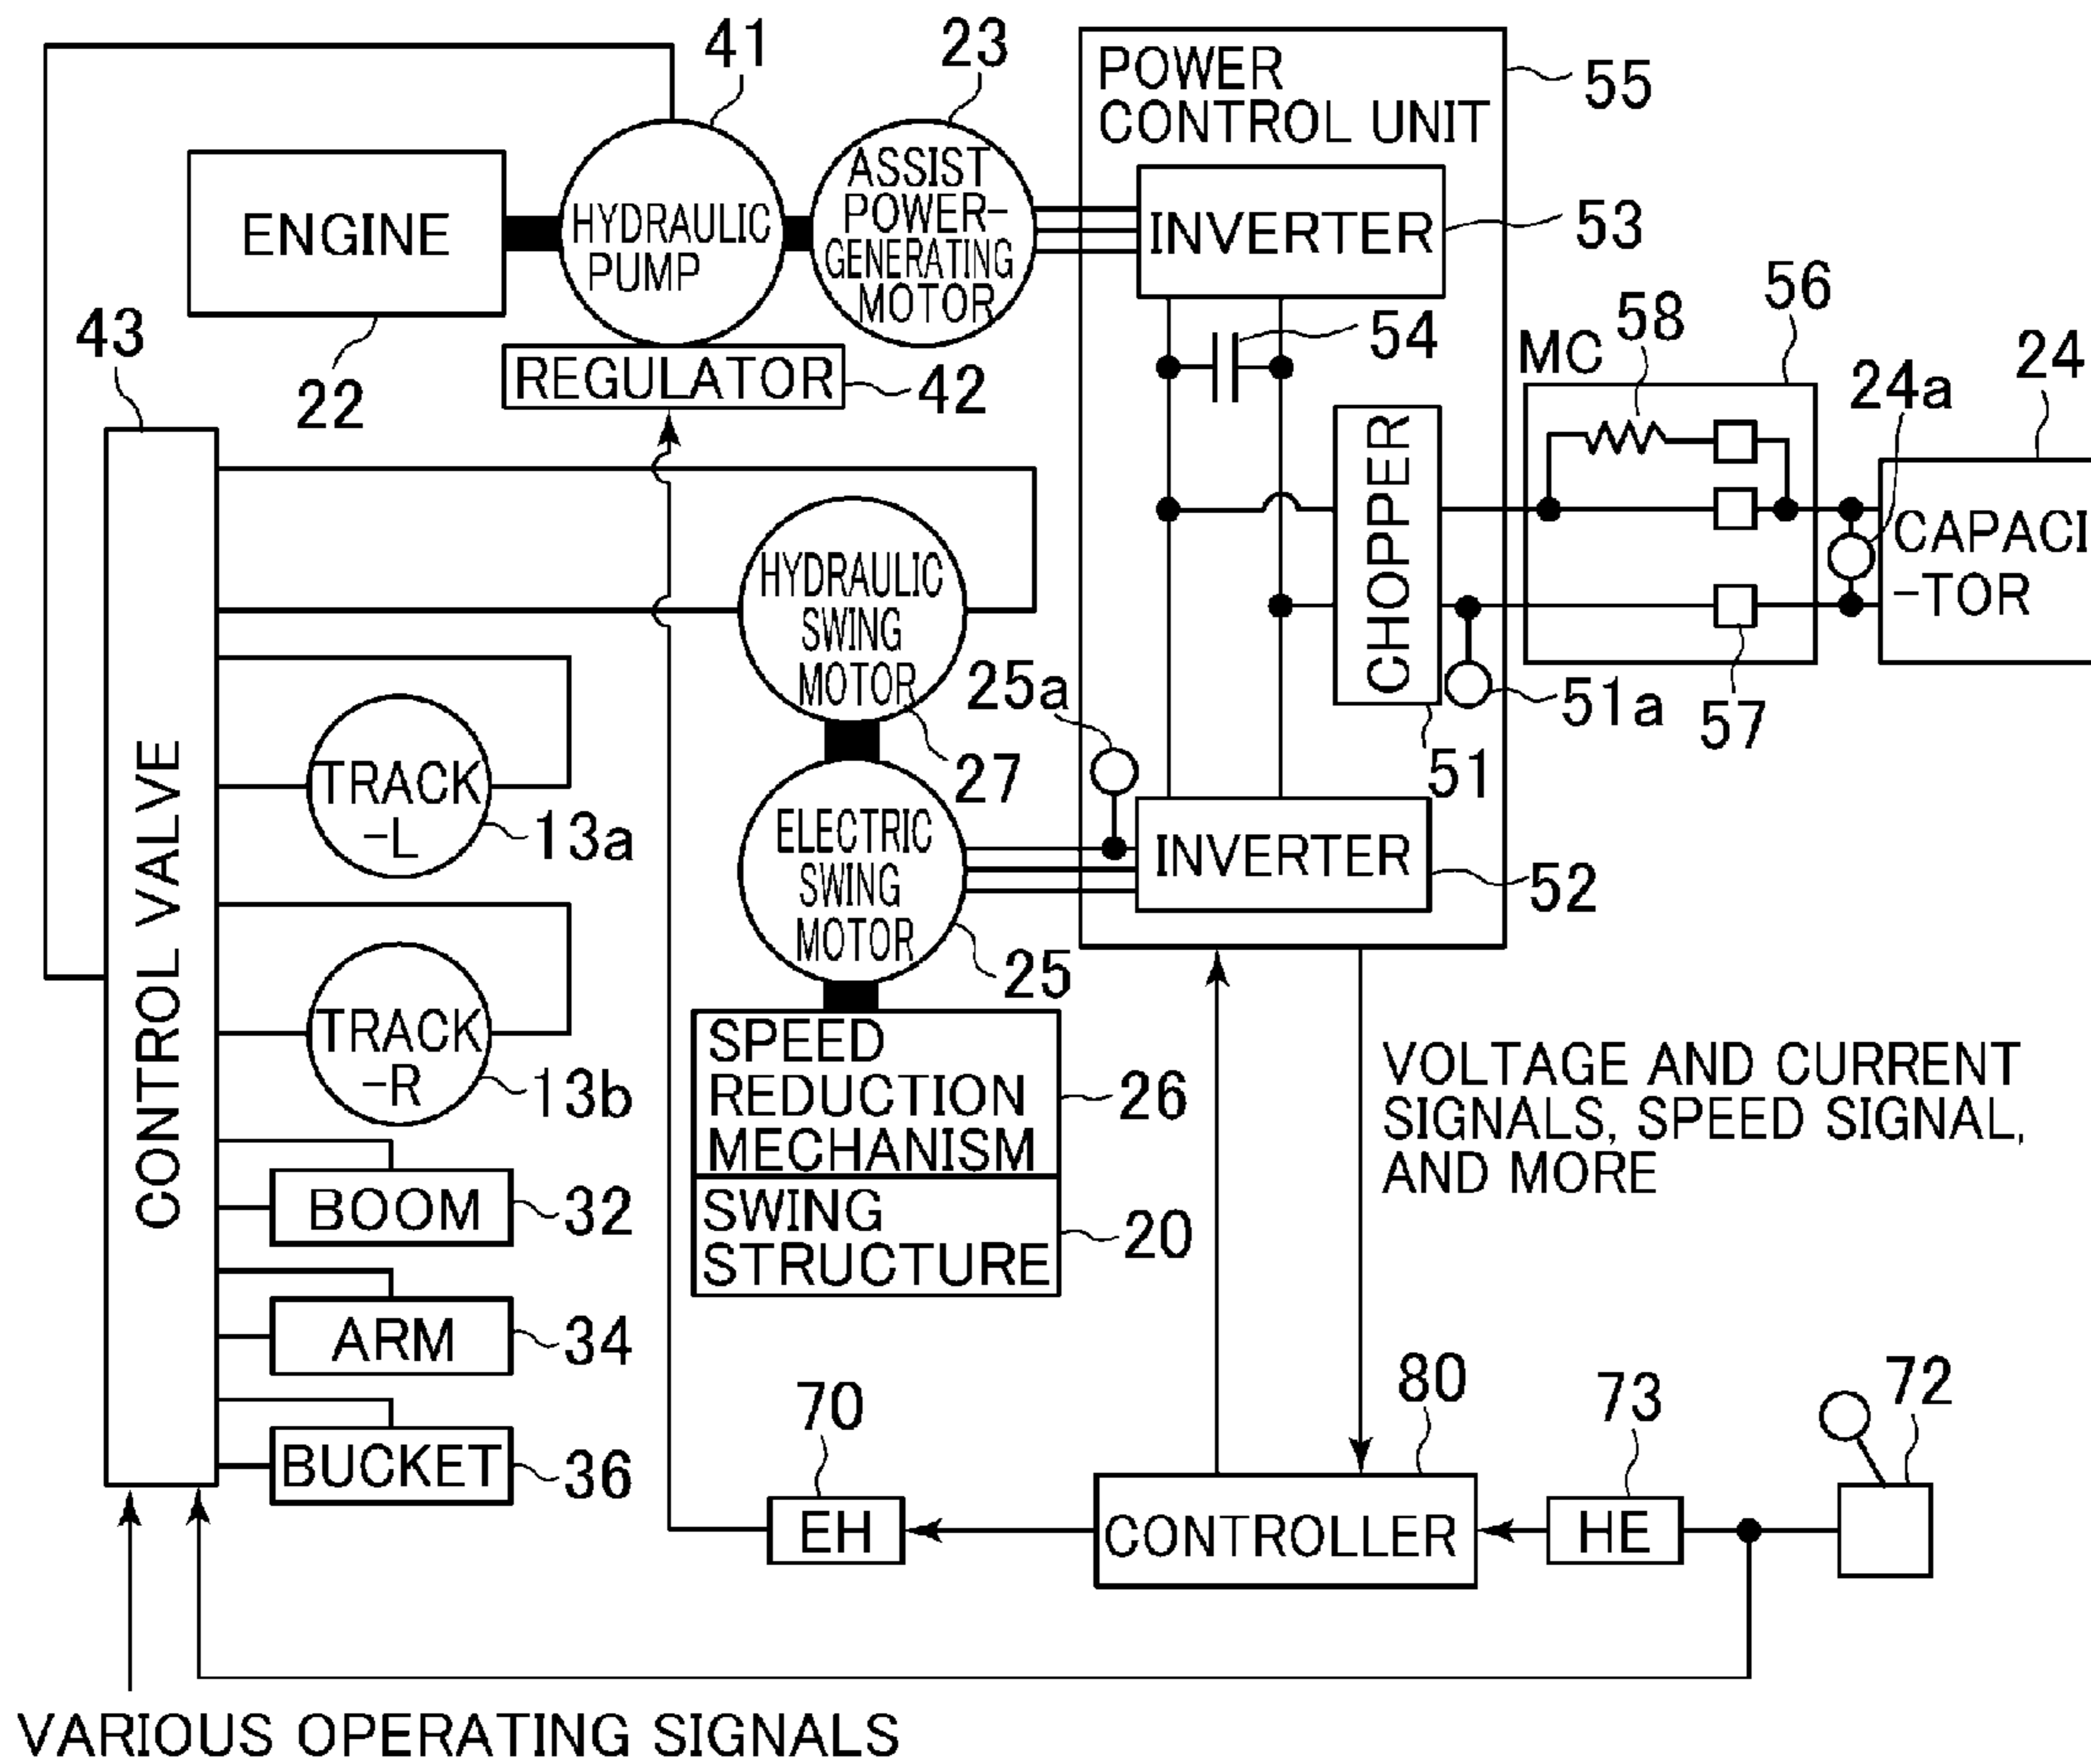 41
23
POWER
CONTROL UNIT
55
ENGINE
22
HYDRAULIC
PUMP
ASSIST
POWER-
GENERATING
MOTOR
INVERTER
53
REGULATOR
42
54
MC
58
56
24a
24
43
CONTROL VALVE
HYDRAULIC
SWING
MOTOR
27
CHOPPER
51
51a
57
CAPACI
-TOR
25a
TRACK
-L
13a
ELECTRIC
SWING
MOTOR
25
INVERTER
52
TRACK
-R
13b
SPEED
REDUCTION
MECHANISM
26
SWING
STRUCTURE
20
VOLTAGE AND CURRENT
SIGNALS, SPEED SIGNAL,
AND MORE
BOOM
32
ARM
34
BUCKET
36
70
EH
80
CONTROLLER
73
HE
72
VARIOUS OPERATING SIGNALS